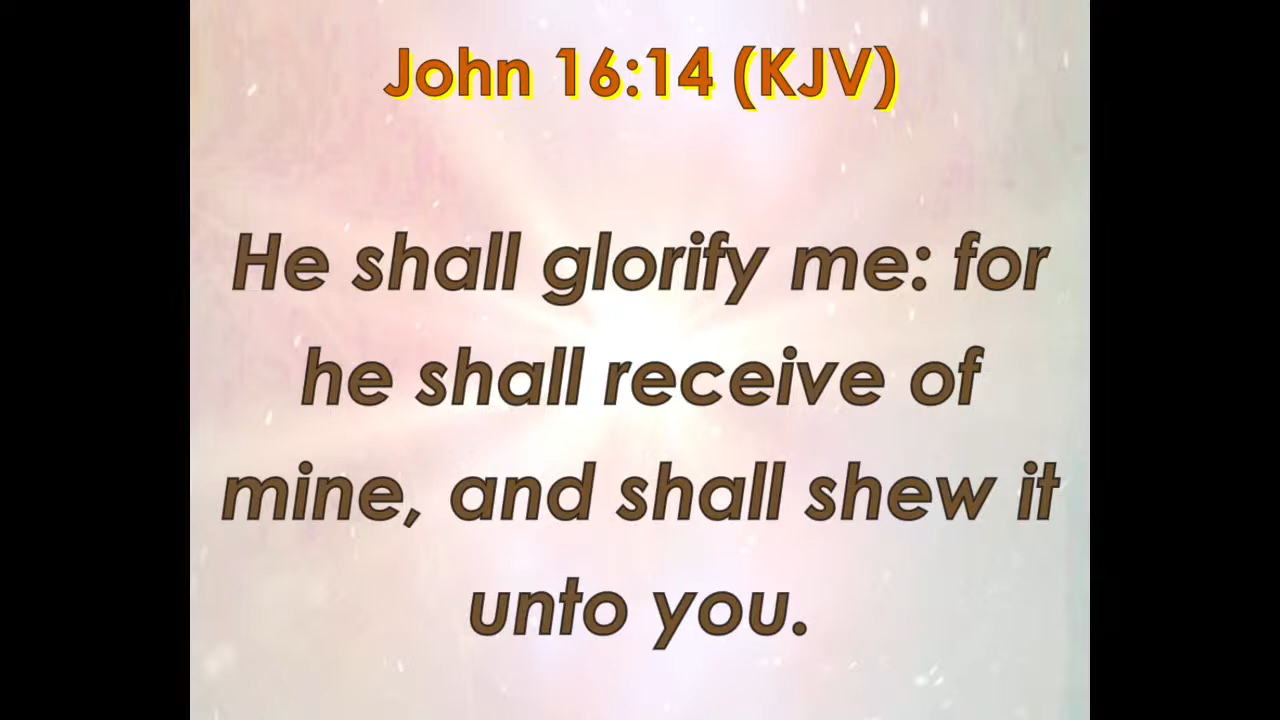 John 16:14 (KJV)
He shall glorify me: for
he shall receive of
mine, and shall shew it
unto you.